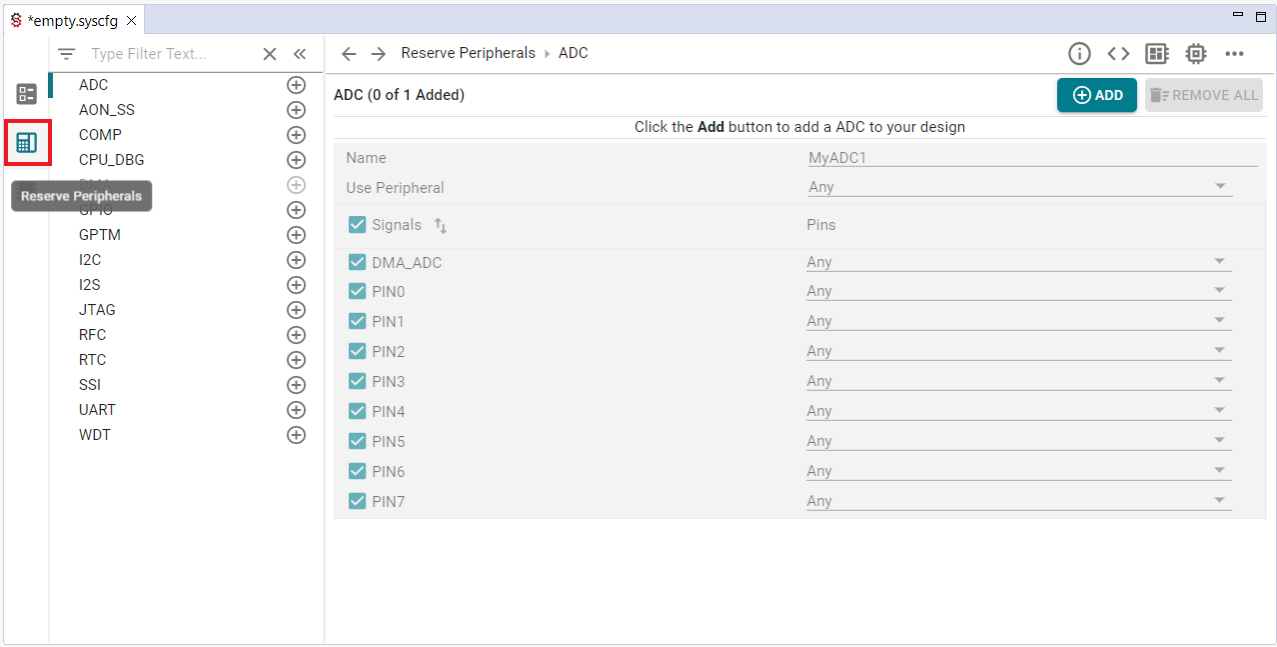 *empty.syscfg
Type Filter Text...
Reserve Peripherals ADC
ADC
AON_SS
COMP
CPU_DBG
Reserve Peripherals
GPIO
GPTM
I2C
I2S
JTAG
RFC
RTC
SSI
UART
WDT
ADC (0 of 1 Added)
ADD
REMOVE ALL
Click the Add button to add a ADC to your design
Name MyADC1
Use Peripheral Any
Signals Pins
DMA_ADC Any
PIN0 Any
PIN1 Any
PIN2 Any
PIN3 Any
PIN4 Any
PIN5 Any
PIN6 Any
PIN7 Any